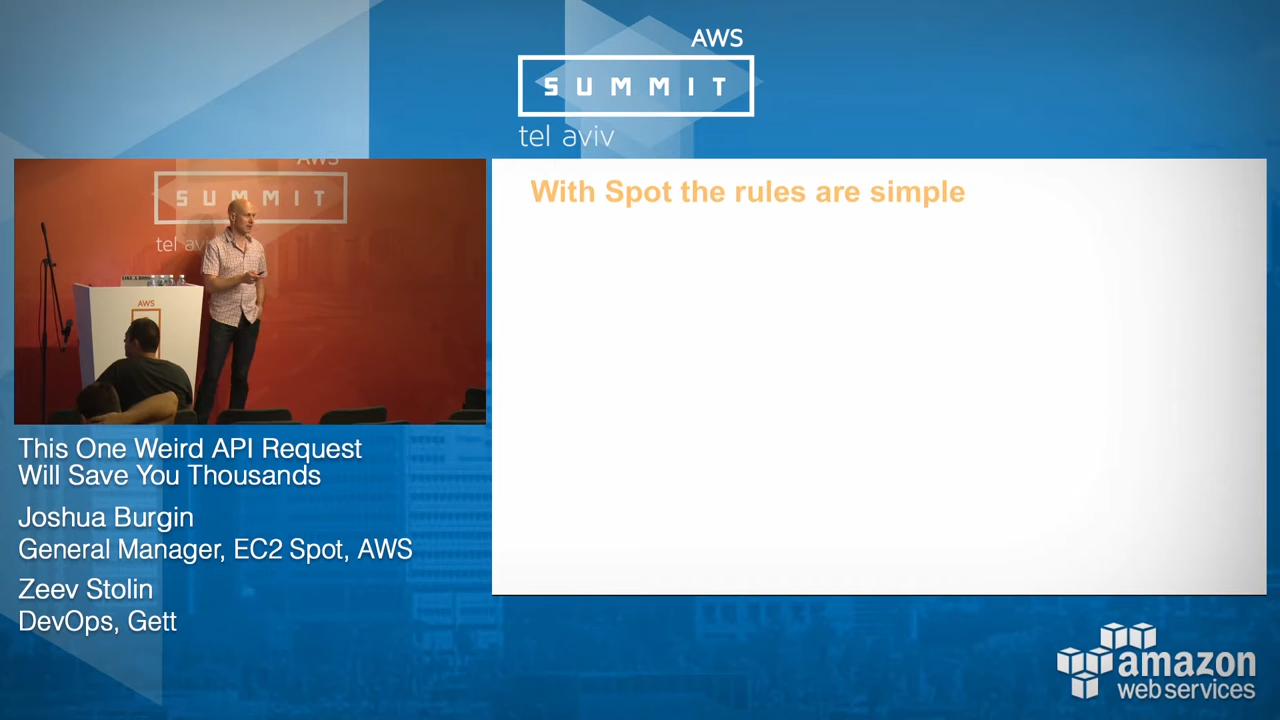 AWS
SUMMIT
tel aviv
With Spot the rules are simple
AWS
SUMMIT
tel aviv
AWS
This One Weird API Request
Will Save You Thousands
Joshua Burgin
General Manager, EC2 Spot, AWS
Zeev Stolin
DevOps, Gett
amazon
web services